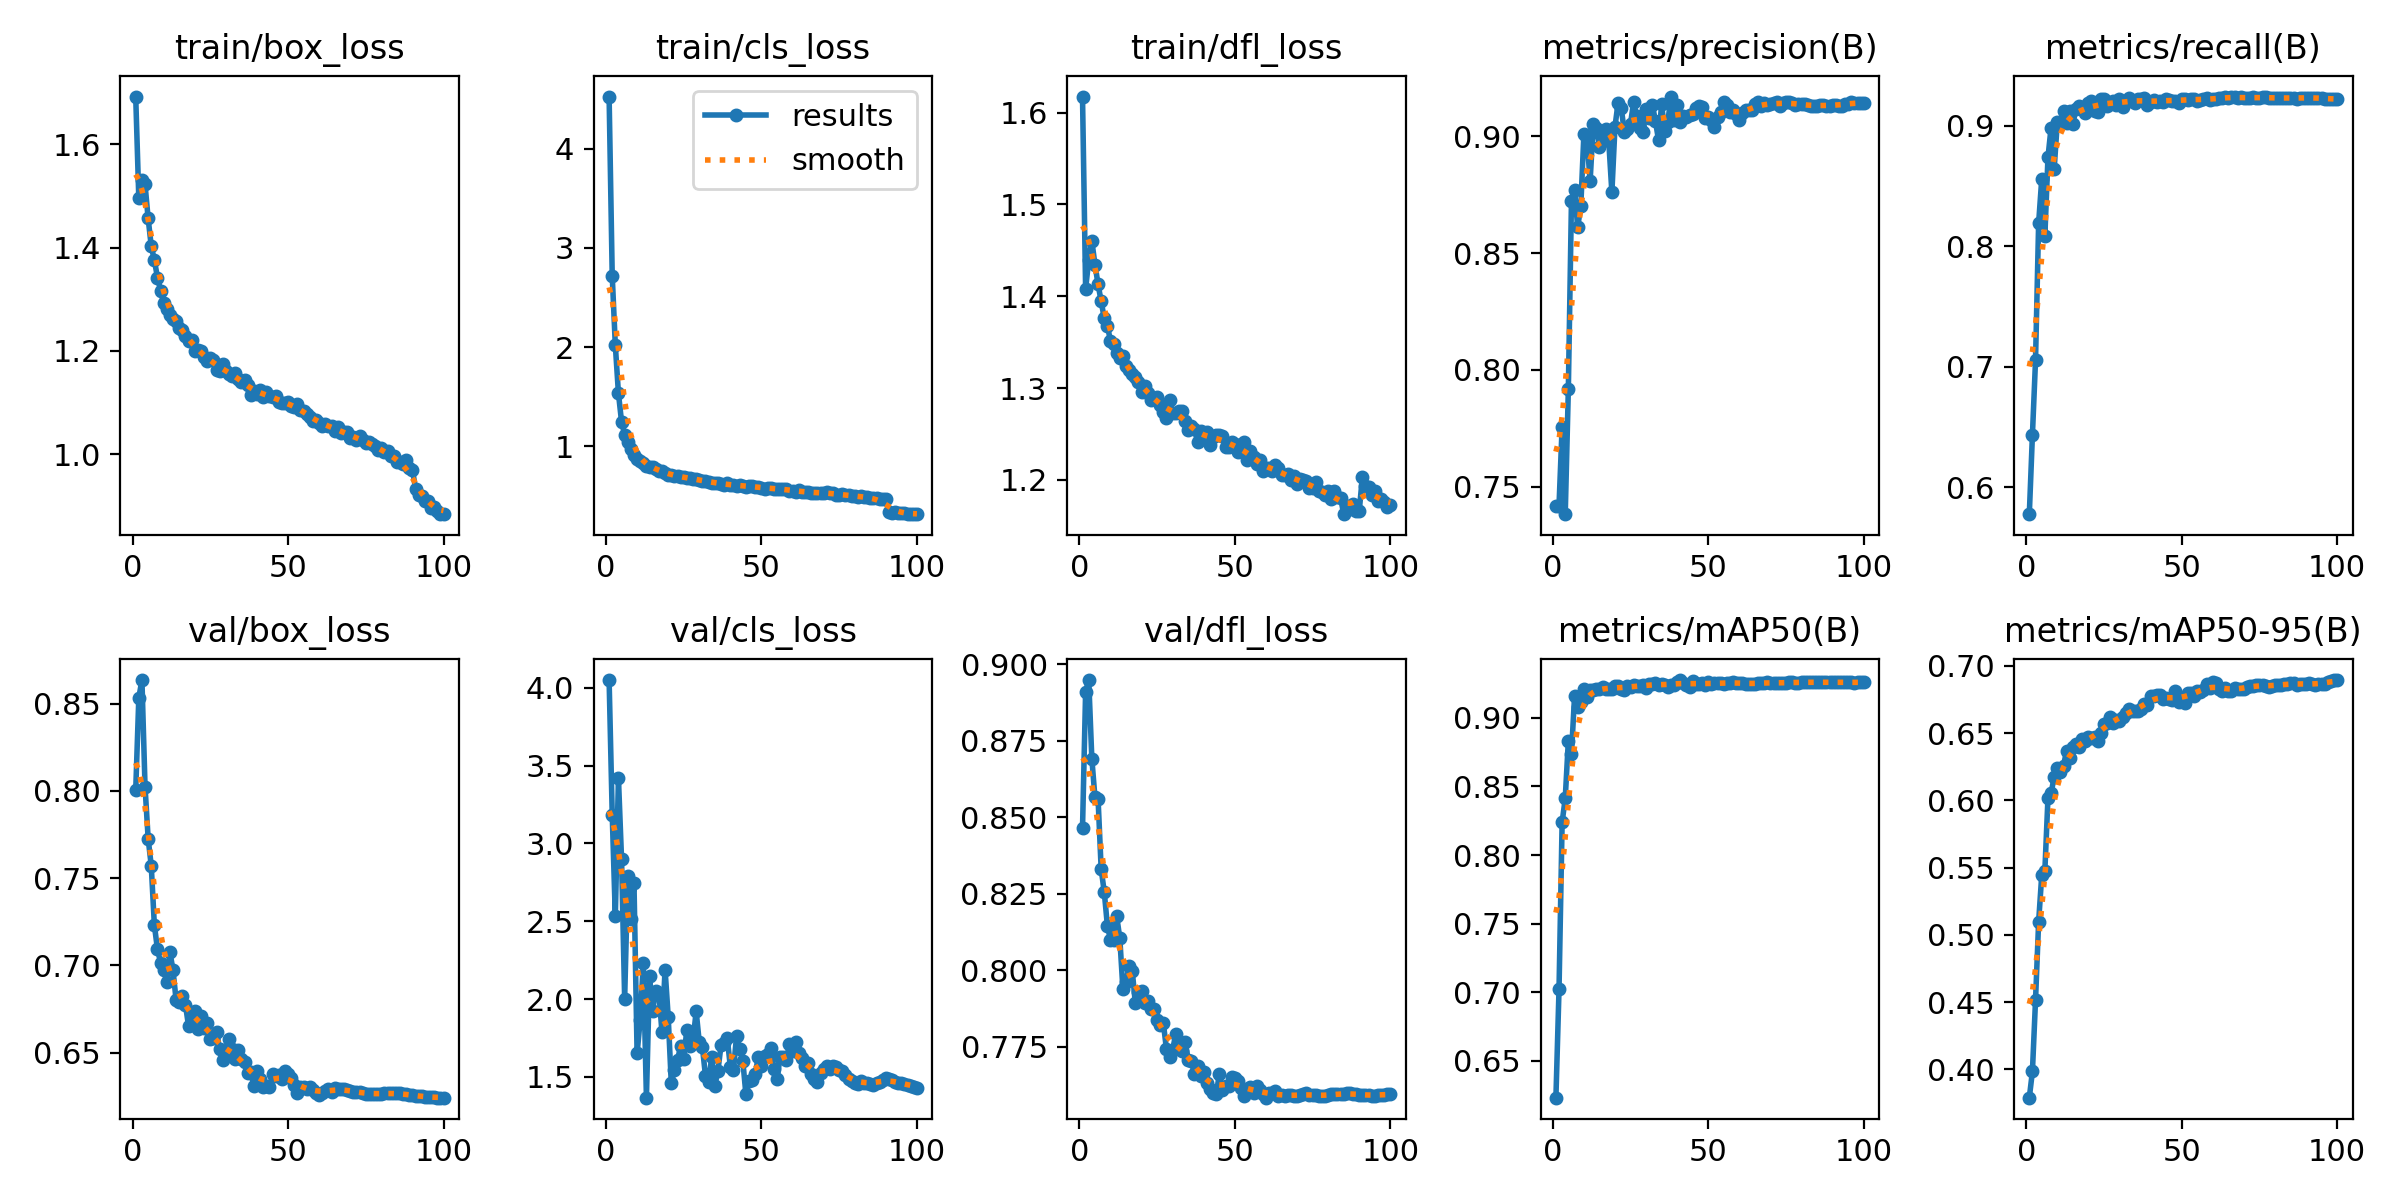 train/box_loss
1.6
1.4
1.2
1.0
0 50 100
train/cls_loss
results
smooth
4
3
2
1
0 50 100
train/dfl_loss
1.6
1.5
1.4
1.3
1.2
0 50 100
metrics/precision(B)
0.90
0.85
0.80
0.75
0 50 100
metrics/recall(B)
0.9
0.8
0.7
0.6
0 50 100
val/box_loss
0.85
0.80
0.75
0.70
0.65
0 50 100
val/cls_loss
4.0
3.5
3.0
2.5
2.0
1.5
0 50 100
val/dfl_loss
0.900
0.875
0.850
0.825
0.800
0.775
0 50 100
metrics/mAP50(B)
0.90
0.85
0.80
0.75
0.70
0.65
0 50 100
metrics/mAP50-95(B)
0.70
0.65
0.60
0.55
0.50
0.45
0.40
0 50 100